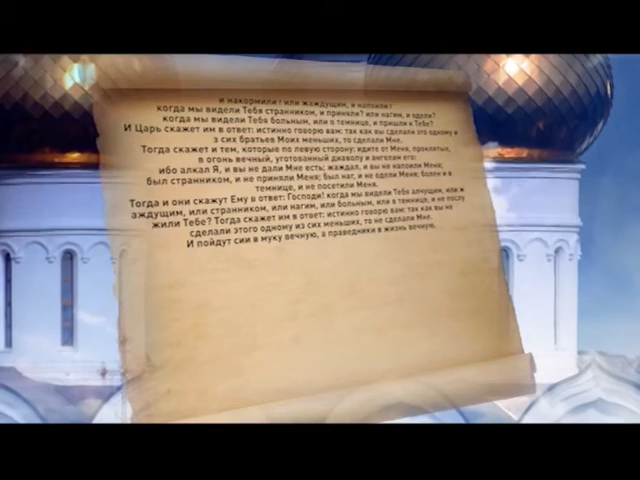 и накормили? или жаждущим, и напоили?
когда мы видели Тебя странником, и приняли? или нагим, и одели?
когда мы видели Тебя больным, или в темнице, и пришли к Тебе?
И Царь скажет им в ответ: истинно говорю вам: так как вы сделали это одному и
з сих братьев Моих меньших, то сделали Мне.
Тогда скажет и тем, которые по левую сторону: идите от Меня, проклятые,
в огонь вечный, уготованный диаволу и ангелам его:
ибо алкал Я, и вы не дали Мне есть; жаждал, и вы не напоили Меня;
был странником, и не приняли Меня; был наг, и не одели Меня; болен и в
темнице, и не посетили Меня.
Тогда и они скажут Ему в ответ: Господи! когда мы видели Тебя алчущим, или ж
аждущим, или странником, или нагим, или больным, или в темнице, и не послу
жили Тебе? Тогда скажет им в ответ: истинно говорю вам: так как вы не
сделали этого одному из сих меньших, то не сделали Мне.
И пойдут сии в муку вечную, а праведники в жизнь вечную.